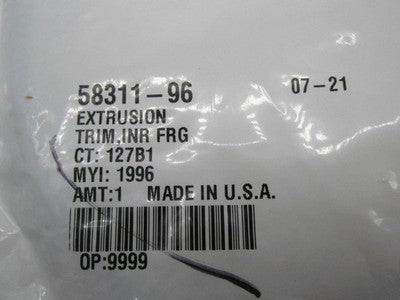 58311-96 07-21
EXTRUSION
TRIM,INR FRG
CT: 127B1
MYI: 1996
AMT:1 MADE IN U.S.A.
OP:9999